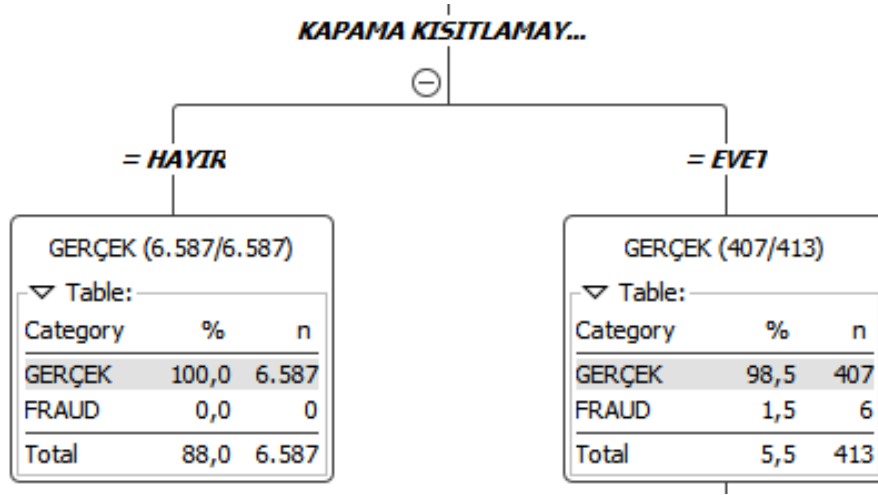 KAPAMA KISITLAMAY...
= HAYIR
GERÇEK (6.587/6.587)
Table:
Category % n
GERÇEK 100,0 6.587
FRAUD 0,0 0
Total 88,0 6.587
= EVET
GERÇEK (407/413)
Table:
Category % n
GERÇEK 98,5 407
FRAUD 1,5 6
Total 5,5 413